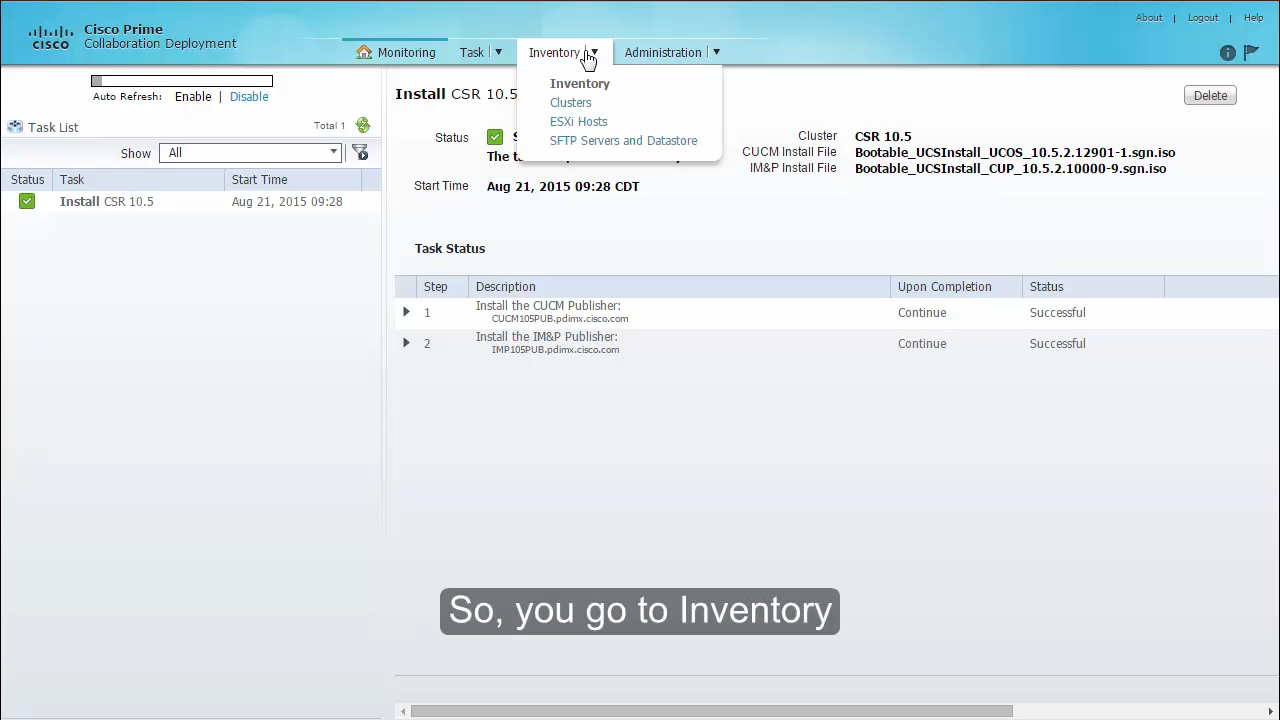 About | Logout | Help
cisco
Cisco Prime
Collaboration Deployment
Monitoring
Task
Inventory
Administration
Inventory
Clusters
ESXi Hosts
SFTP Servers and Datastore
Auto Refresh: Enable | Disable
Task List
Total 1
Show All
Status Task Start Time
Install CSR 10.5 Aug 21, 2015 09:28
Install CSR 10.5
Delete
Status
Start Time Aug 21, 2015 09:28 CDT
Cluster CSR 10.5
CUCM Install File Bootable_UCSInstall_UCOS_10.5.2.12901-1.sgn.iso
IM&P Install File Bootable_UCSInstall_CUP_10.5.2.10000-9.sgn.iso
Task Status
Step Description Upon Completion Status
1 Install the CUCM Publisher: Continue Successful
CUCM105PUB.pdimx.cisco.com
2 Install the IM&P Publisher: Continue Successful
IMP105PUB.pdimx.cisco.com
So, you go to Inventory